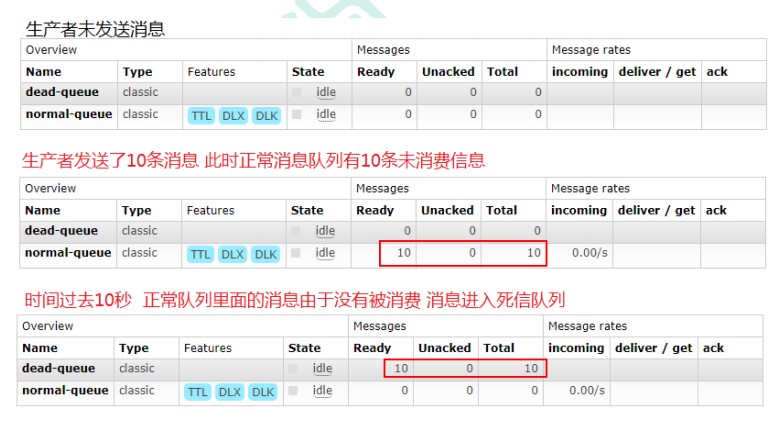 生产者未发送消息
Overview Messages Message rates
Name Type Features State Ready Unacked Total incoming deliver / get ack
dead-queue classic idle 0 0 0
normal-queue classic TTL DLX DLK idle 0 0 0
生产者发送了10条消息 此时正常消息队列有10条未消费信息
Overview Messages Message rates
Name Type Features State Ready Unacked Total incoming deliver / get ack
dead-queue classic idle 0 0 0
normal-queue classic TTL DLX DLK idle 10 0 10 0.00/s
时间过去10秒 正常队列里面的消息由于没有被消费 消息进入死信队列
Overview Messages Message rates
Name Type Features State Ready Unacked Total incoming deliver / get ack
dead-queue classic idle 10 0 10
normal-queue classic TTL DLX DLK idle 0 0 0 0.00/s